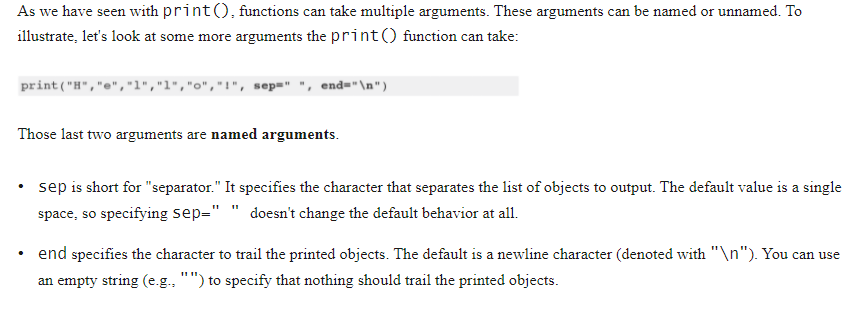 As we have seen with print(), functions can take multiple arguments. These arguments can be named or unnamed. To
illustrate, let's look at some more arguments the print() function can take:
print("H","e","l","l","o","!", sep=" ", end="\n")
Those last two arguments are named arguments.
• sep is short for "separator." It specifies the character that separates the list of objects to output. The default value is a single
space, so specifying sep=" " doesn't change the default behavior at all.
• end specifies the character to trail the printed objects. The default is a newline character (denoted with "\n"). You can use
an empty string (e.g., "") to specify that nothing should trail the printed objects.